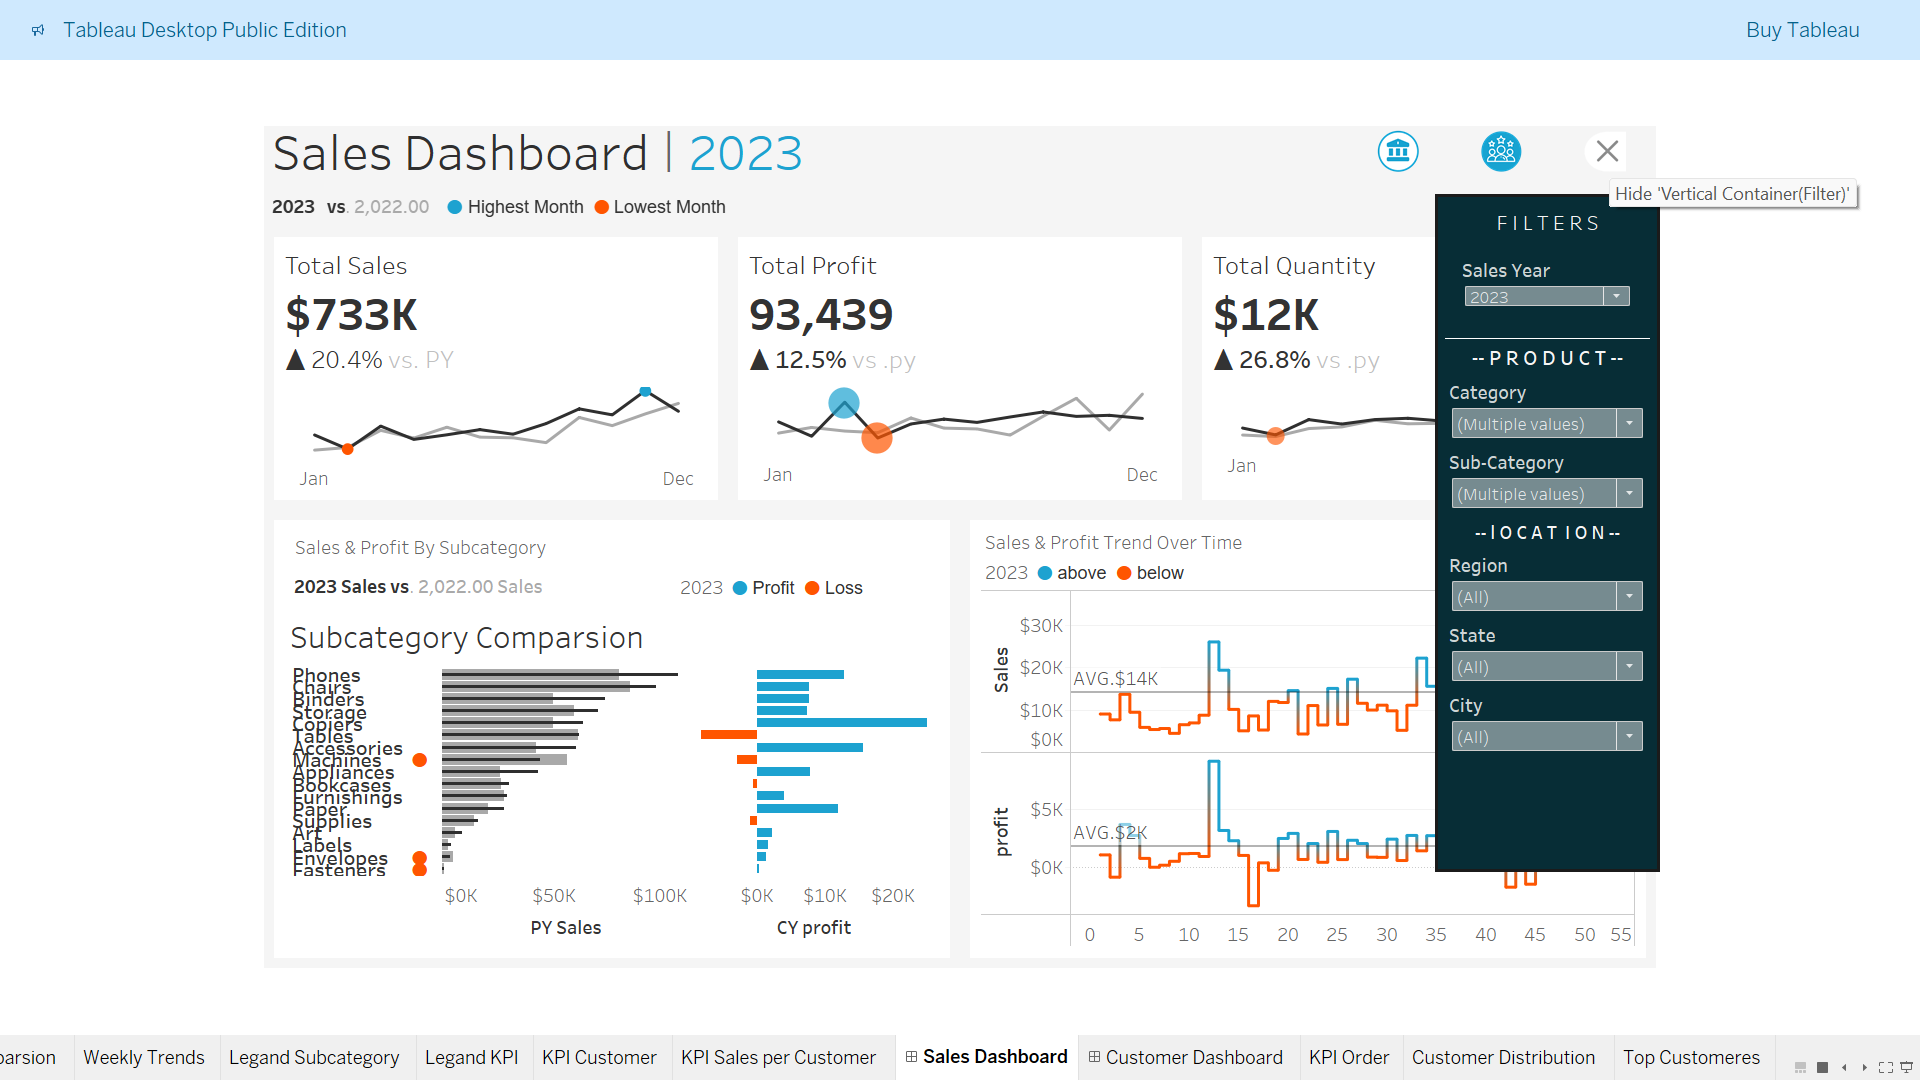 Tableau Desktop Public Edition
Buy Tableau
Sales Dashboard | 2023
Hide 'Vertical Container(Filter)'
2023 vs. 2,022.00 Highest Month Lowest Month
Total Sales
$733K
▲ 20.4% vs. PY
Jan Dec
Total Profit
93,439
▲ 12.5% vs .py
Jan Dec
Total Quantity
$12K
▲ 26.8% vs .py
Jan
FILTERS
Sales Year
2023
--PRODUCT--
Category
(Multiple values)
Sub-Category
(Multiple values)
--lOCATION--
Region
(All)
State
(All)
City
(All)
Sales & Profit By Subcategory
2023 Sales vs. 2,022.00 Sales
2023 Profit Loss
Subcategory Comparsion
Phones
Chairs
Binders
Storage
Copiers
Tables
Accessories
Machines
Appliances
Bookcases
Furnishings
Paper
Supplies
Art
Labels
Envelopes
Fasteners
$0K $50K $100K
PY Sales
$0K $10K $20K
CY profit
Sales & Profit Trend Over Time
2023 above below
Sales
$30K
$20K
$10K
$0K
AVG.$14K
profit
$5K
$0K
AVG.$2K
0 5 10 15 20 25 30 35 40 45 50 55
parsion Weekly Trends Legand Subcategory Legand KPI KPI Customer KPI Sales per Customer Sales Dashboard Customer Dashboard KPI Order Customer Distribution Top Customeres